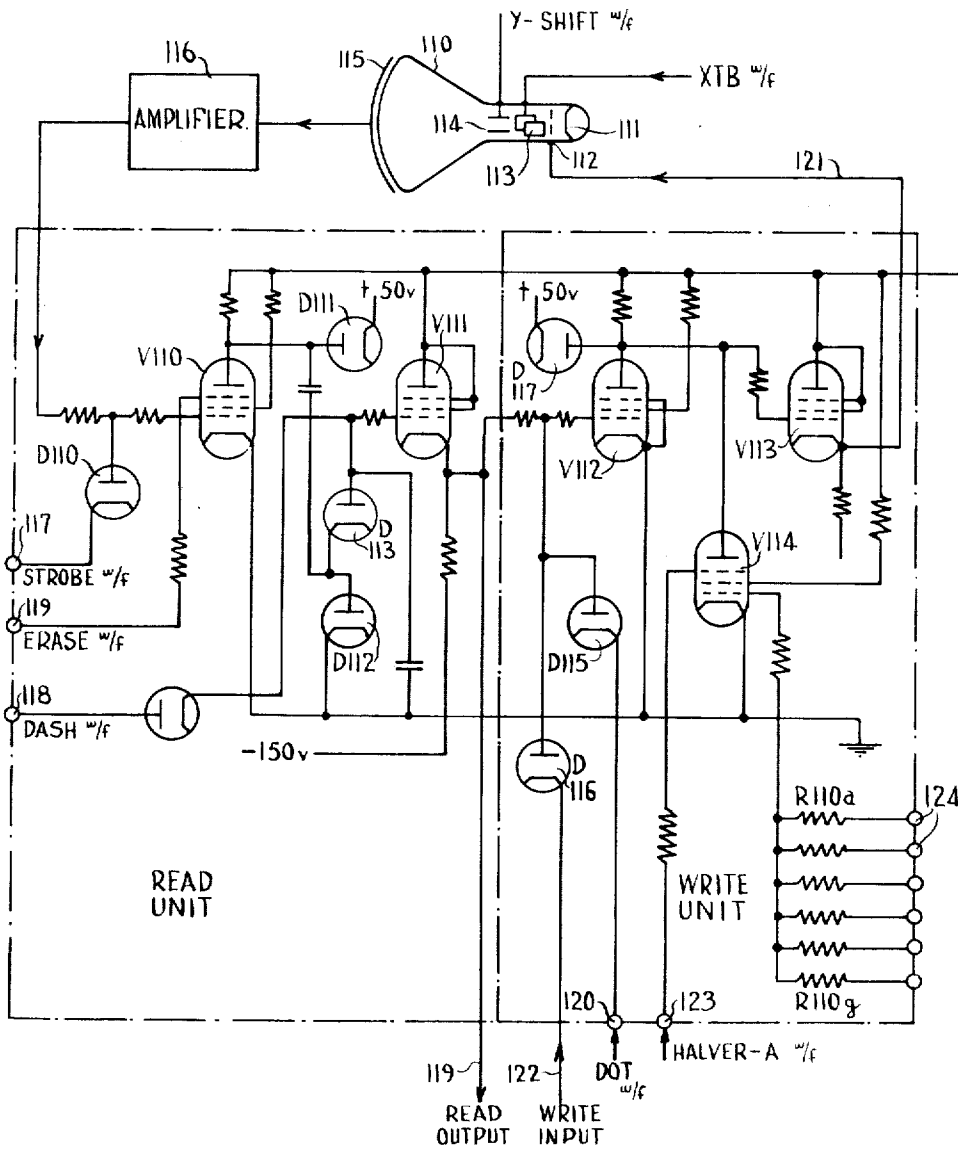 Y-SHIFT w/f
116
115
110
XTB w/f
AMPLIFIER.
114
111
113
112
121
D111
+50v
+50v
V110
V111
D
117
D110
V112
V113
117
D
113
V114
STROBE w/f
119
ERASE w/f
D112
D115
118
DASH w/f
-150v
D
116
R110a
124
READ
UNIT
WRITE
UNIT
R110g
120
123
HALVER-A w/f
119
122
DOT
w/f
READ
OUTPUT
WRITE
INPUT